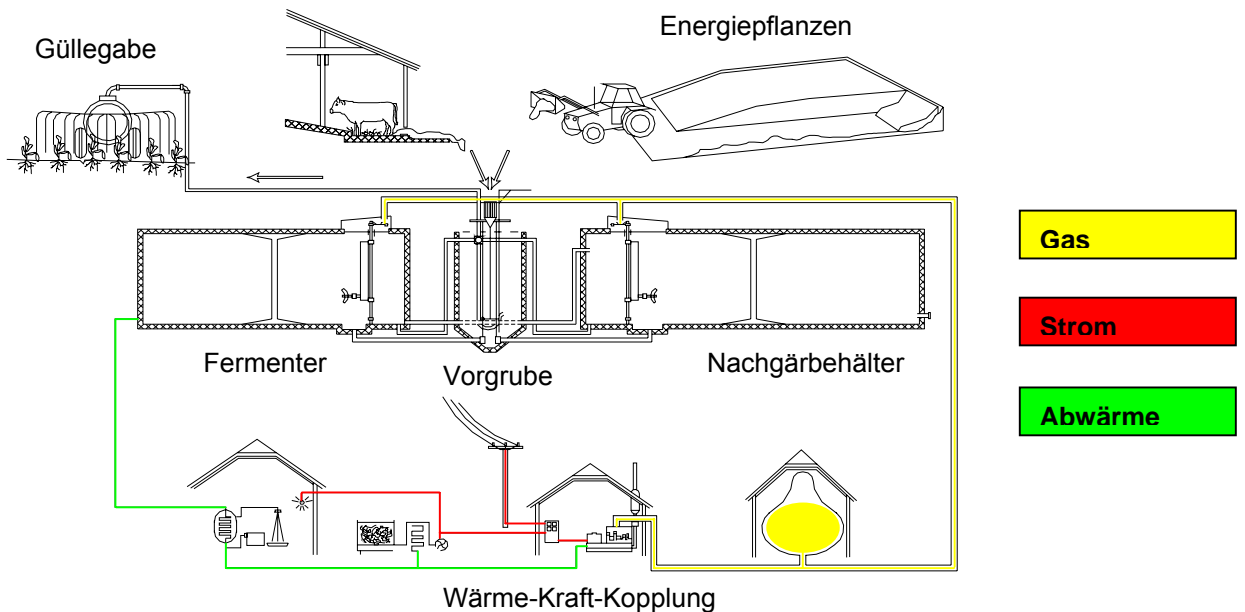 Energiepflanzen
Güllegabe
Gas
Strom
Abwärme
Fermenter
Vorgrube
Nachgärbehälter
Wärme-Kraft-Kopplung